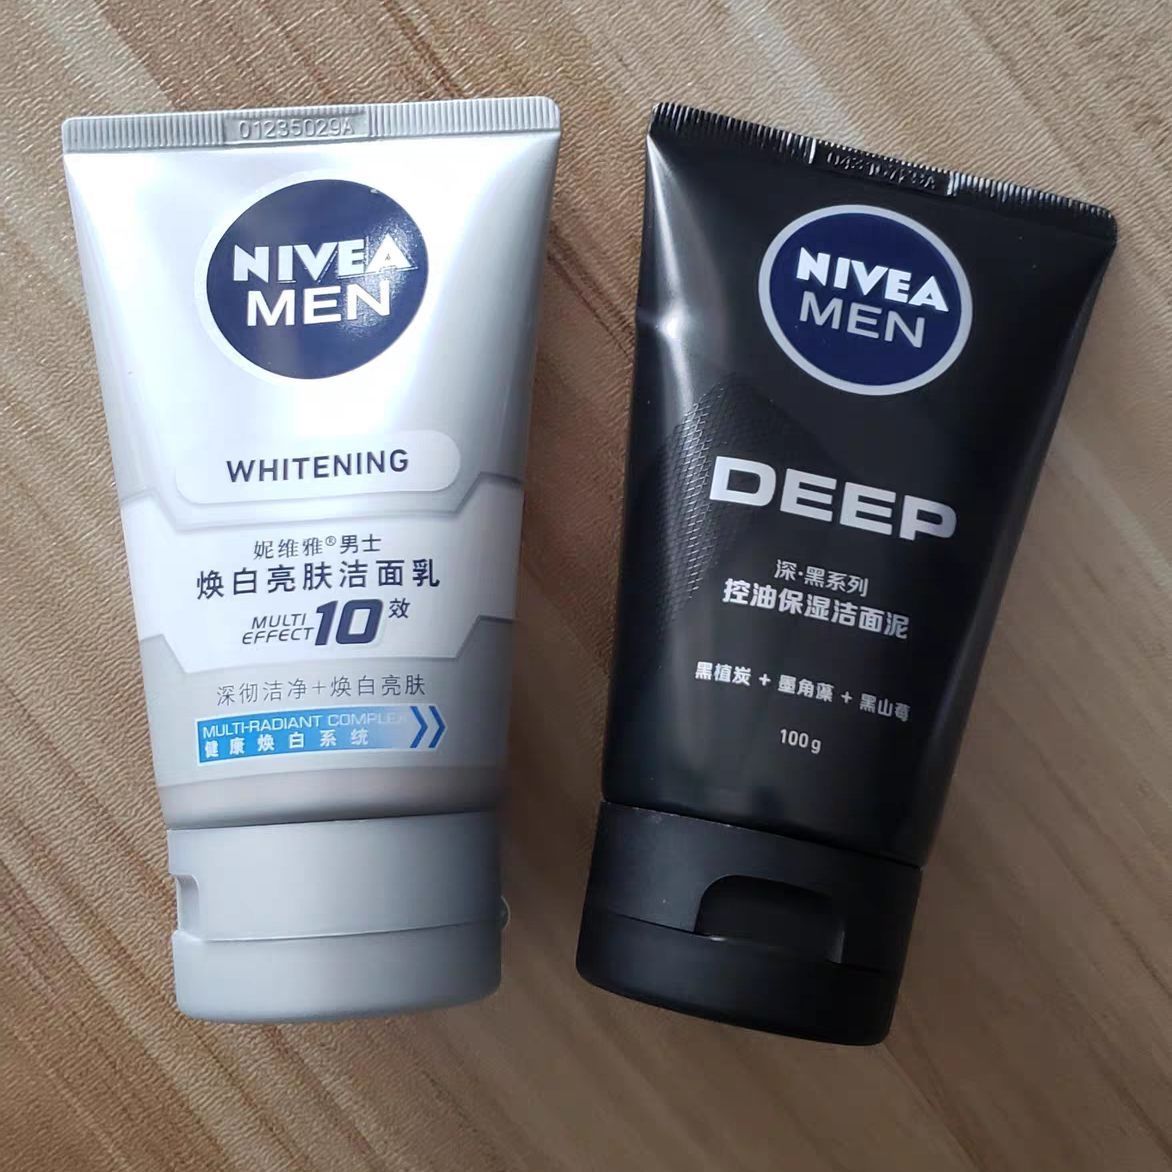 01235029A
NIVEA
MEN
WHITENING
妮维雅®男士
焕白亮肤洁面乳
MULTI
EFFECT 10效
深彻洁净+焕白亮肤
MULTI-RADIANT COMPLEX
健康焕白系统
NIVEA
MEN
DEEP
深·黑系列
控油保湿洁面泥
黑植炭 + 墨角藻 + 黑山莓
100g